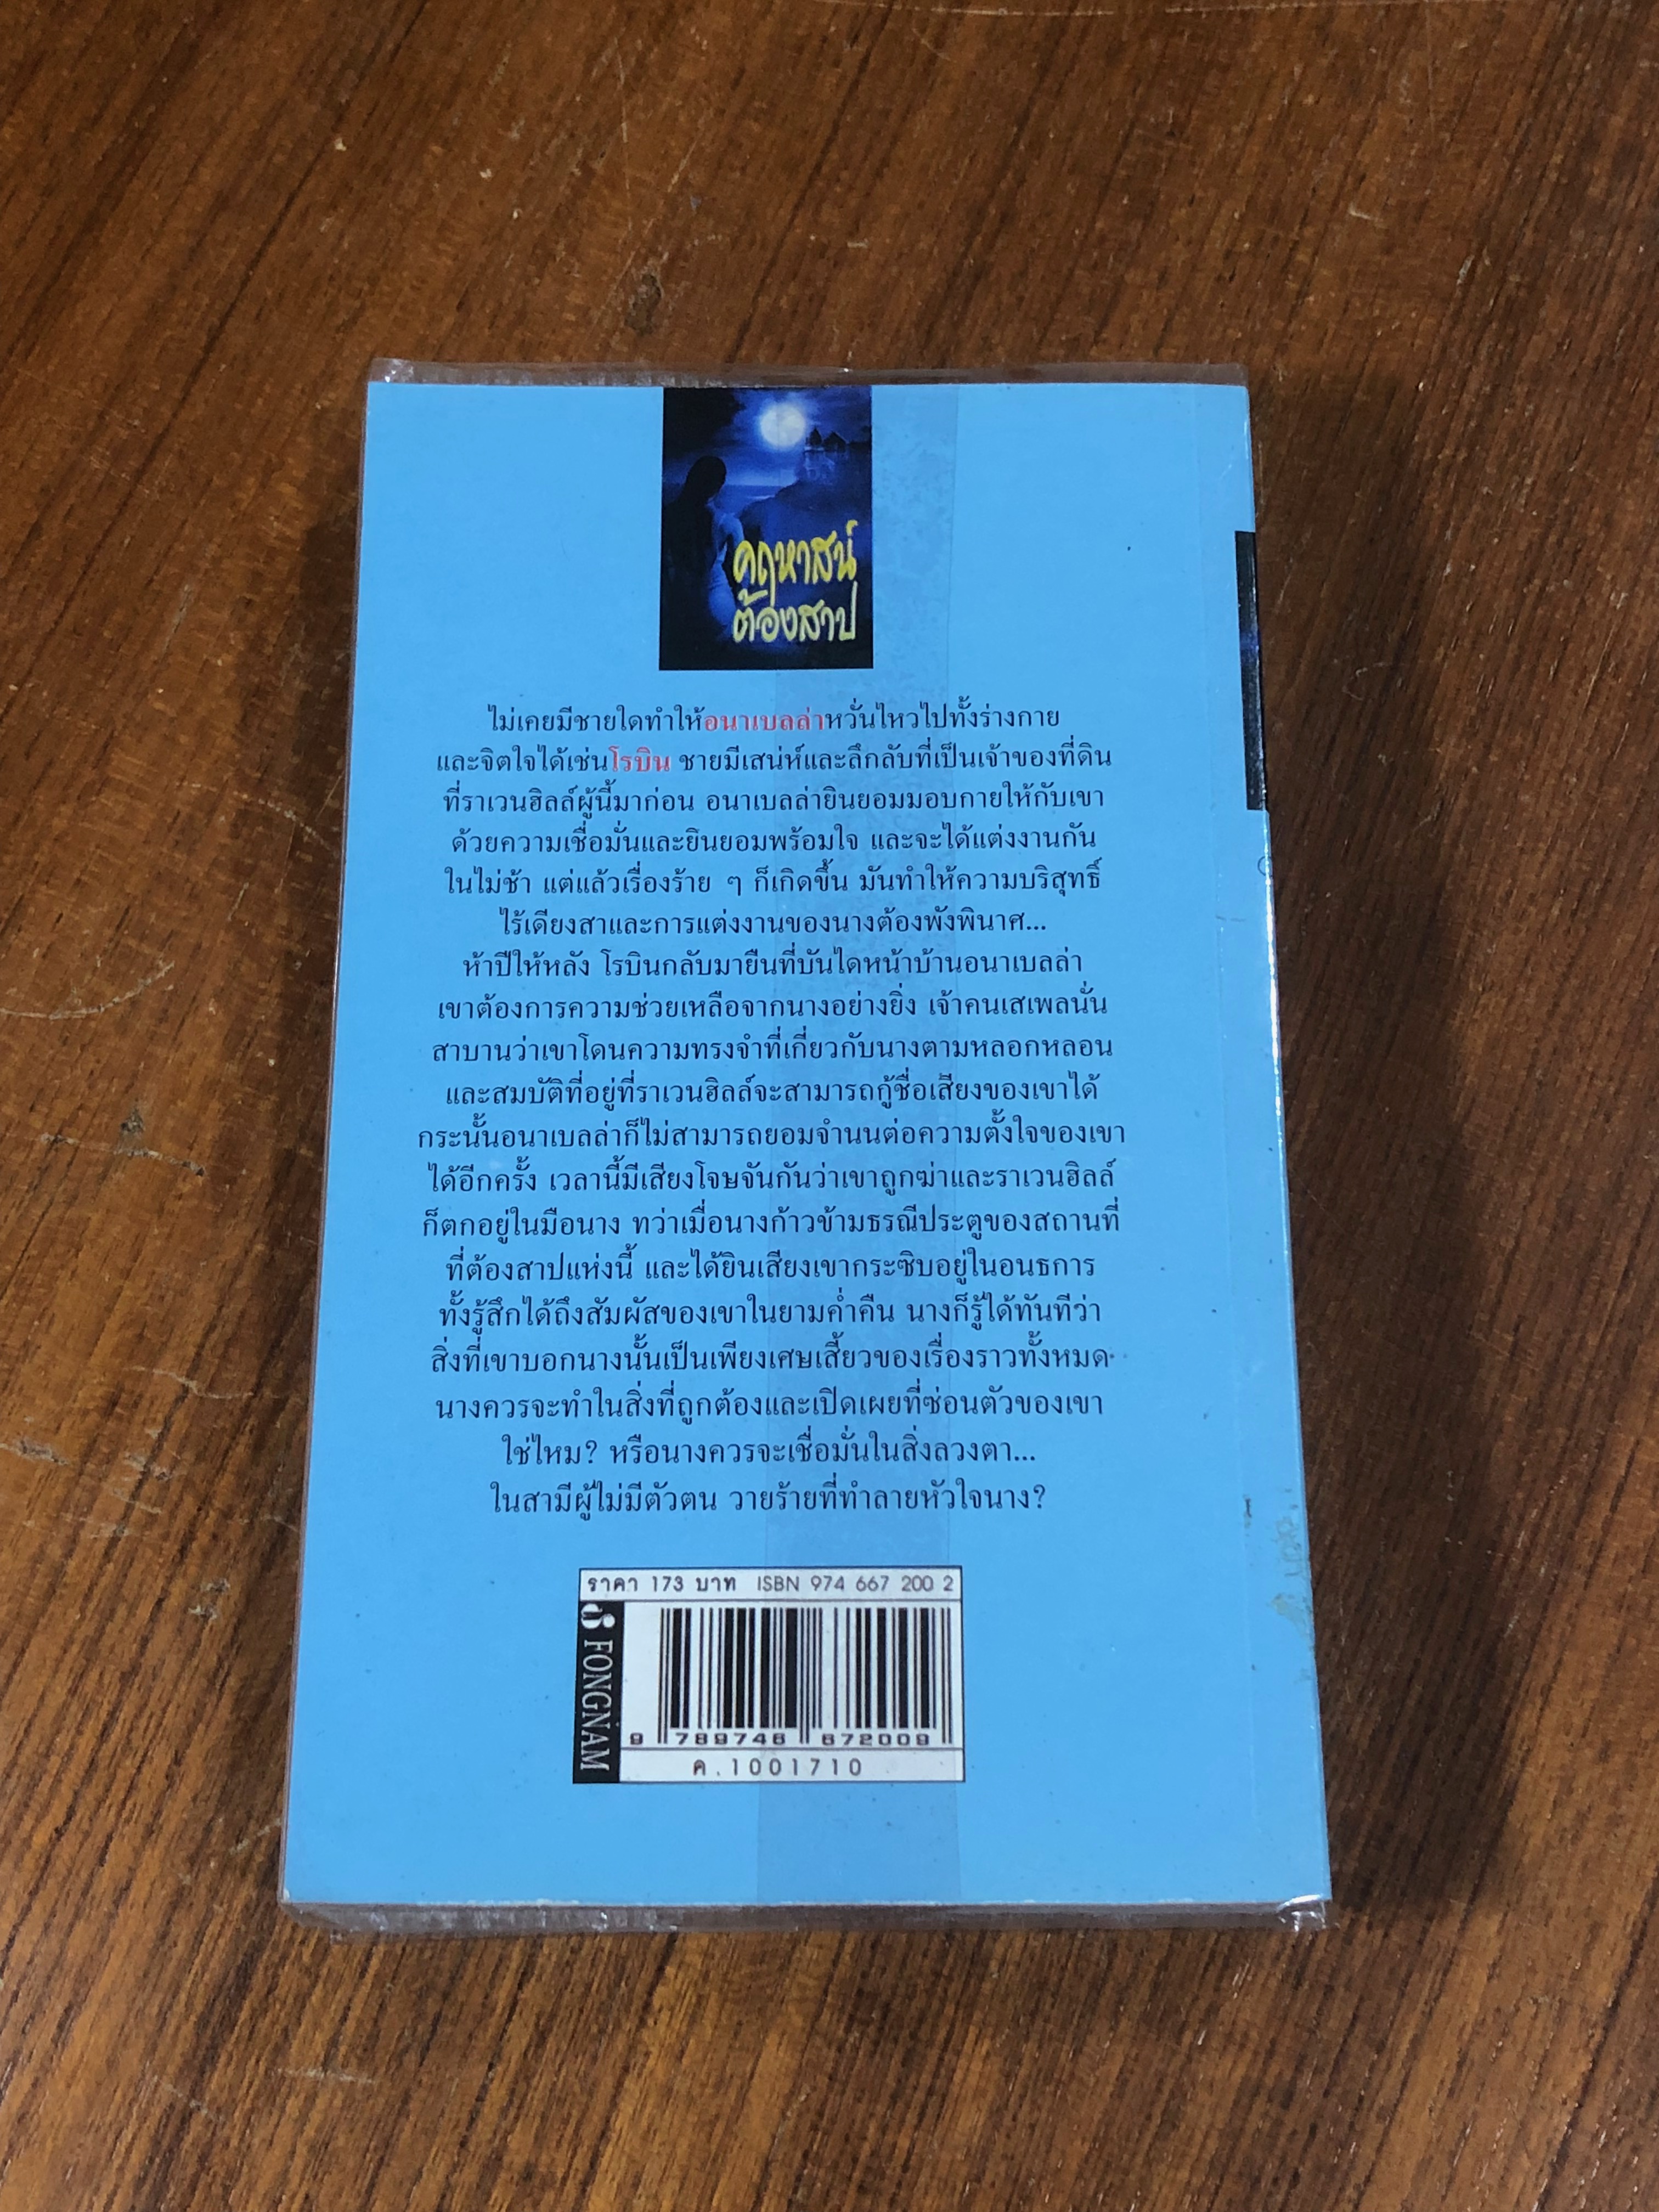 คฤหาสน์
ต้องสาป
ไม่เคยมีชายใดทำให้อนาเบลล่าหวั่นไหวไปทั้งร่างกาย
และจิตใจได้เช่นโรบิน ชายมีเสน่ห์และลึกลับที่เป็นเจ้าของที่ดิน
ที่ราเวนฮิลล์ผู้นี้มาก่อน อนาเบลล่ายินยอมมอบกายให้กับเขา
ด้วยความเชื่อมั่นและยินยอมพร้อมใจ และจะได้แต่งงานกัน
ในไม่ช้า แต่แล้วเรื่องร้าย ๆ ก็เกิดขึ้น มันทำให้ความบริสุทธิ์
ไร้เดียงสาและการแต่งงานของนางต้องพังพินาศ...
ห้าปีให้หลัง โรบินกลับมายืนที่บันไดหน้าบ้านอนาเบลล่า
เขาต้องการความช่วยเหลือจากนางอย่างยิ่ง เจ้าคนเสเพลนั่น
สาบานว่าเขาโดนความทรงจำที่เกี่ยวกับนางตามหลอกหลอน
และสมบัติที่อยู่ที่ราเวนฮิลล์จะสามารถกู้ชื่อเสียงของเขาได้
กระนั้นอนาเบลล่าก็ไม่สามารถยอมจำนนต่อความตั้งใจของเขา
ได้อีกครั้ง เวลานี้มีเสียงโจษจันกันว่าเขาถูกฆ่าและราเวนฮิลล์
ก็ตกอยู่ในมือนาง ทว่าเมื่อนางก้าวข้ามธรณีประตูของสถานที่
ที่ต้องสาปแห่งนี้ และได้ยินเสียงเขากระซิบอยู่ในอนธการ
ทั้งรู้สึกได้ถึงสัมผัสของเขาในยามค่ำคืน นางก็รู้ได้ทันทีว่า
สิ่งที่เขาบอกนางนั้นเป็นเพียงเศษเสี้ยวของเรื่องราวทั้งหมด
นางควรจะทำในสิ่งที่ถูกต้องและเปิดเผยที่ซ่อนตัวของเขา
ใช่ไหม? หรือนางควรจะเชื่อมั่นในสิ่งลวงตา...
ในสามีผู้ไม่มีตัวตน วายร้ายที่ทำลายหัวใจนาง?
ราคา 173 บาท ISBN 974 667 200 2
FONGNAM
9 789746 672009
ค.1001710